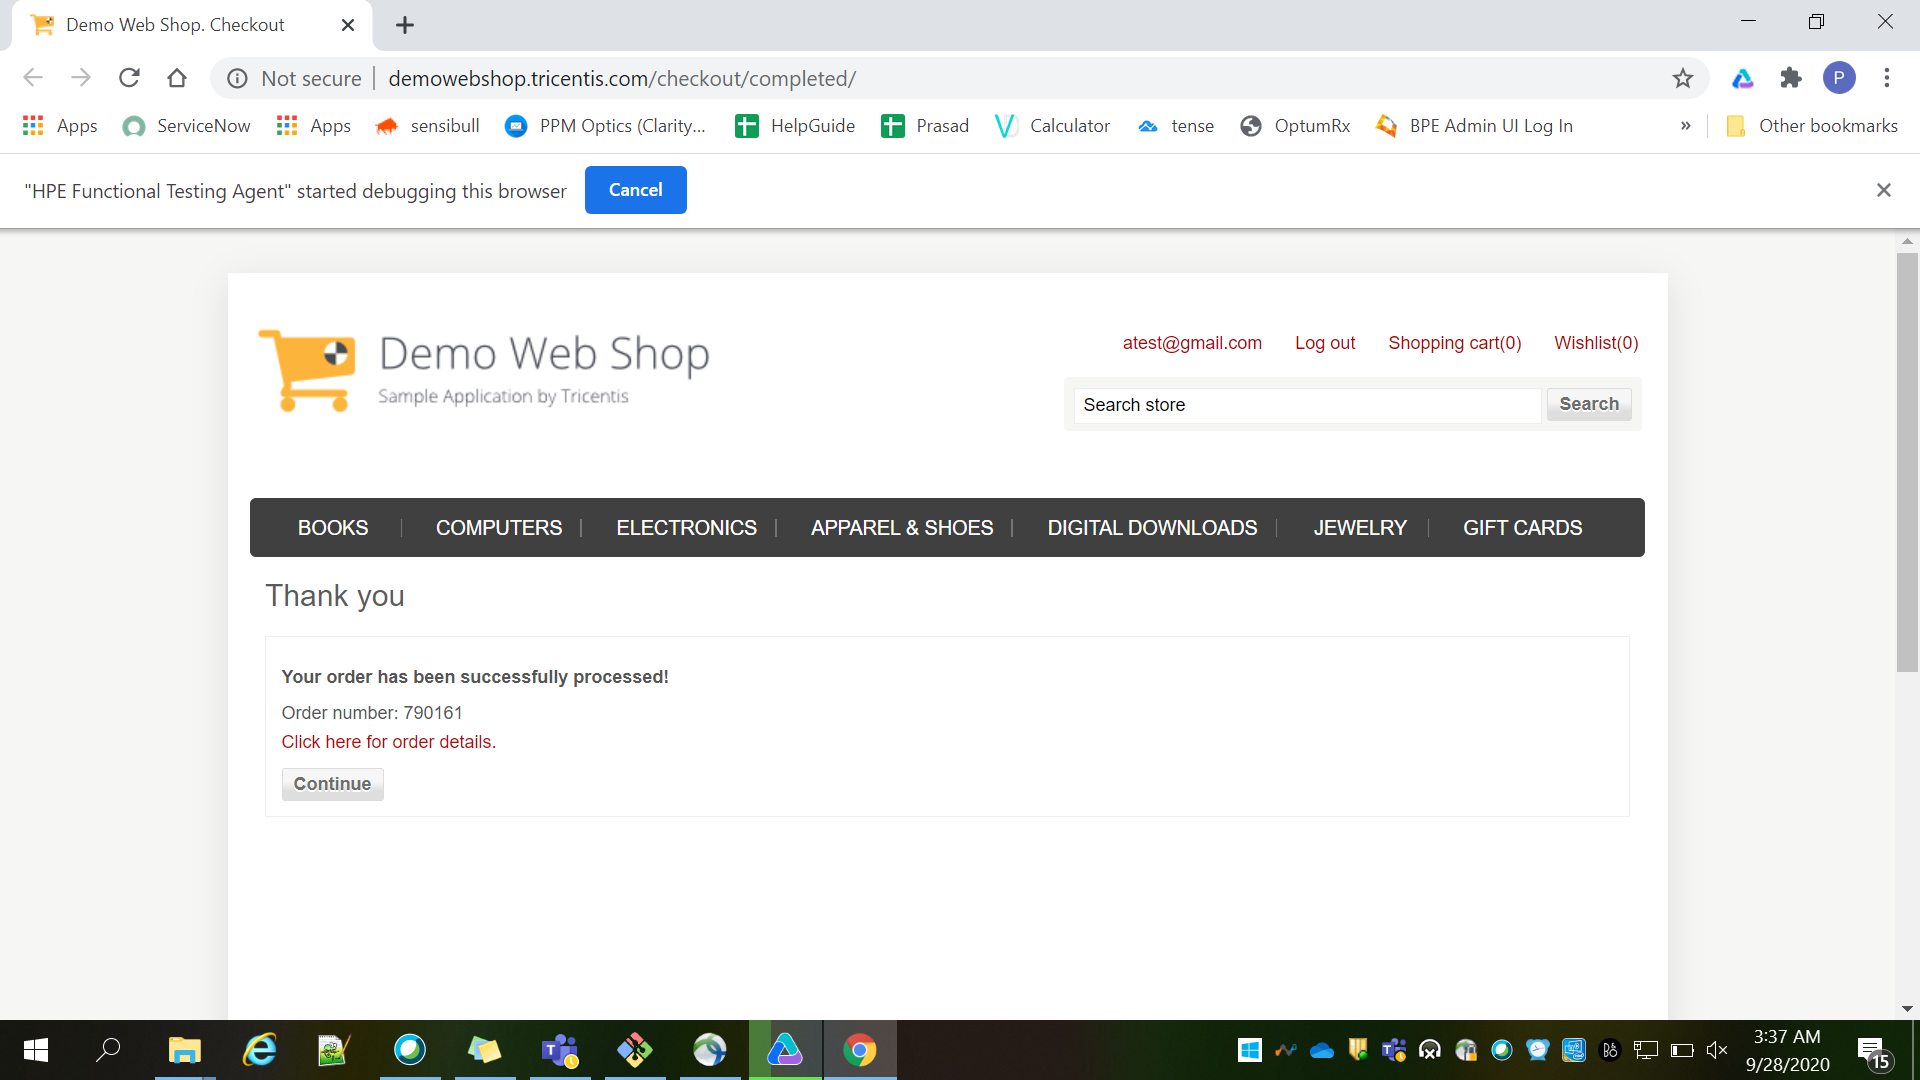 Demo Web Shop. Checkout
Not secure demowebshop.tricentis.com/checkout/completed/ P
Apps ServiceNow Apps sensibull PPM Optics (Clarity... HelpGuide Prasad Calculator tense OptumRx BPE Admin UI Log In » Other bookmarks
"HPE Functional Testing Agent" started debugging this browser Cancel
Demo Web Shop
Sample Application by Tricentis
atest@gmail.com Log out Shopping cart(0) Wishlist(0)
Search store Search
BOOKS COMPUTERS ELECTRONICS APPAREL & SHOES DIGITAL DOWNLOADS JEWELRY GIFT CARDS
Thank you
Your order has been successfully processed!
Order number: 790161
Click here for order details.
Continue
3:37 AM
9/28/2020
15